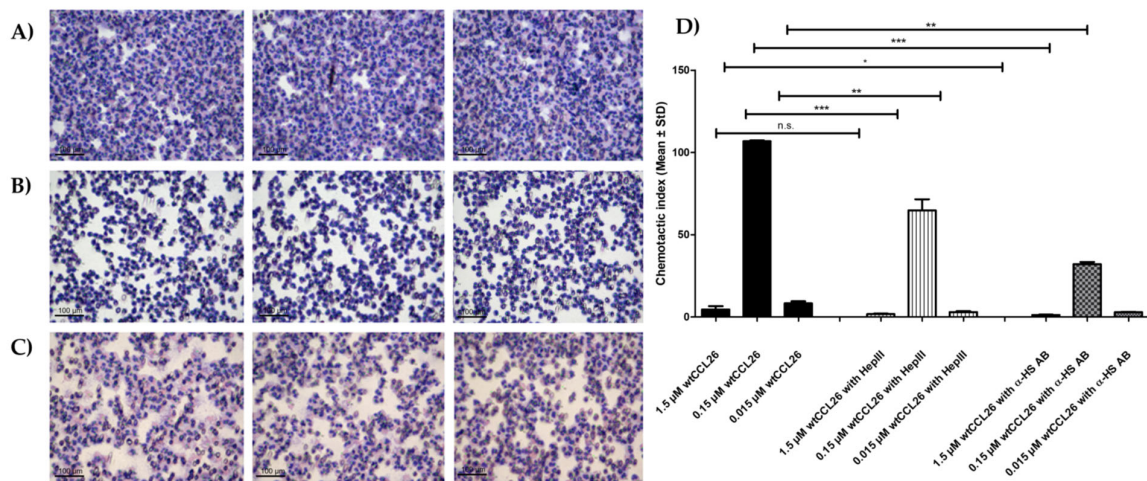 A)
100 µm
100 µm
100 µm
B)
100 µm
100 µm
100 µm
C)
100 µm
100 µm
100 µm
D)
**
***
*
**
***
n.s.
Chemotactic index (Mean ± StD)
150
100
50
0
1.5 µM wtCCL26
0.15 µM wtCCL26
0.015 µM wtCCL26
1.5 µM wtCCL26 with HepIII
0.15 µM wtCCL26 with HepIII
0.015 µM wtCCL26 with HepIII
1.5 µM wtCCL26 with α-HS AB
0.15 µM wtCCL26 with α-HS AB
0.015 µM wtCCL26 with α-HS AB